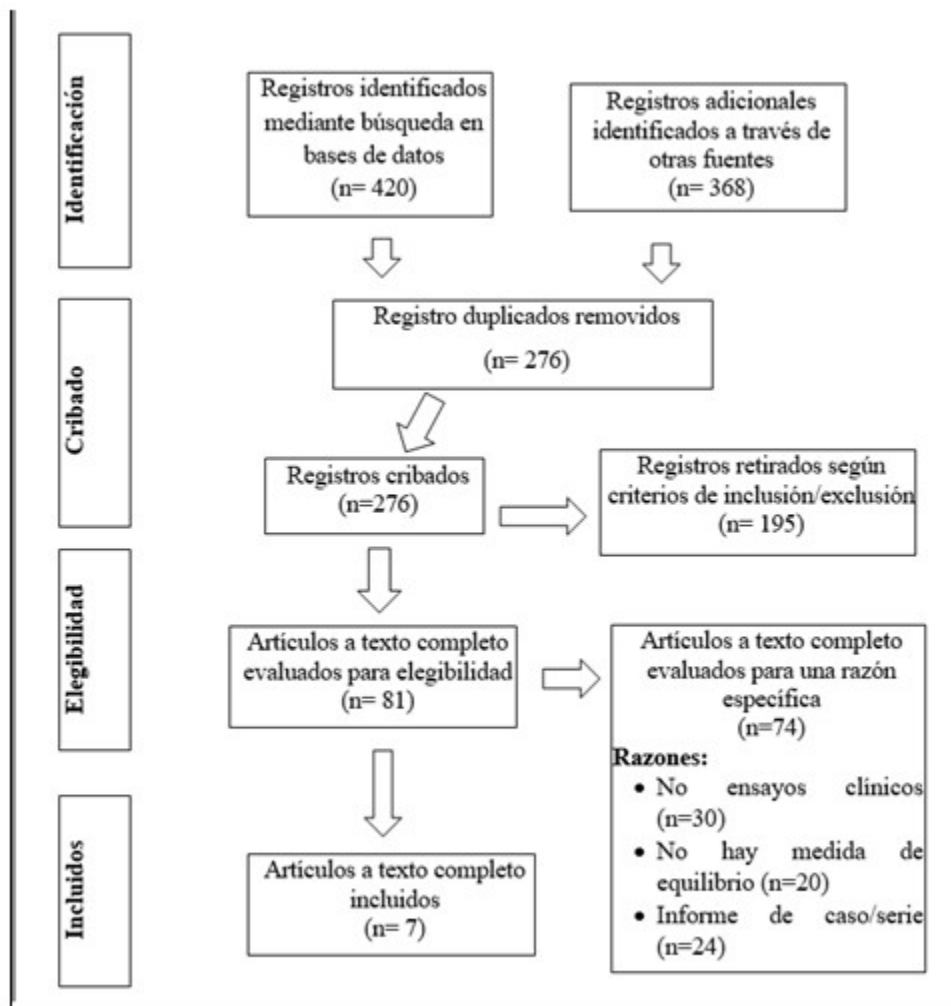 Identificación
Registros identificados
mediante búsqueda en
bases de datos
(n= 420)
Registros adicionales
identificados a través de
otras fuentes
(n= 368)
Cribado
Registro duplicados removidos
(n= 276)
Registros cribados
(n=276)
Registros retirados según
criterios de inclusión/exclusión
(n= 195)
Elegibilidad
Artículos a texto completo
evaluados para elegibilidad
(n= 81)
Artículos a texto completo
evaluados para una razón
específica
(n=74)
Razones:
• No ensayos clínicos
(n=30)
• No hay medida de
equilibrio (n=20)
• Informe de caso/serie
(n=24)
Incluidos
Artículos a texto completo
incluidos
(n= 7)